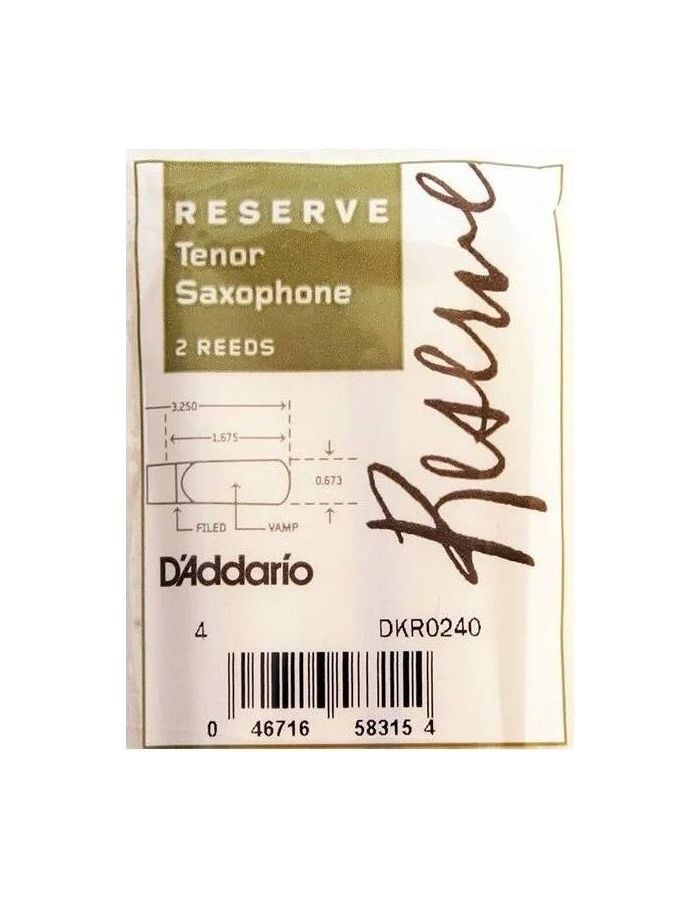 RESERVE
Tenor
Saxophone
2 REEDS
Reserve
3.250
1.675
0.673
FILED
VAMP
D'Addario
4 DKR0240
0 46716 58315 4